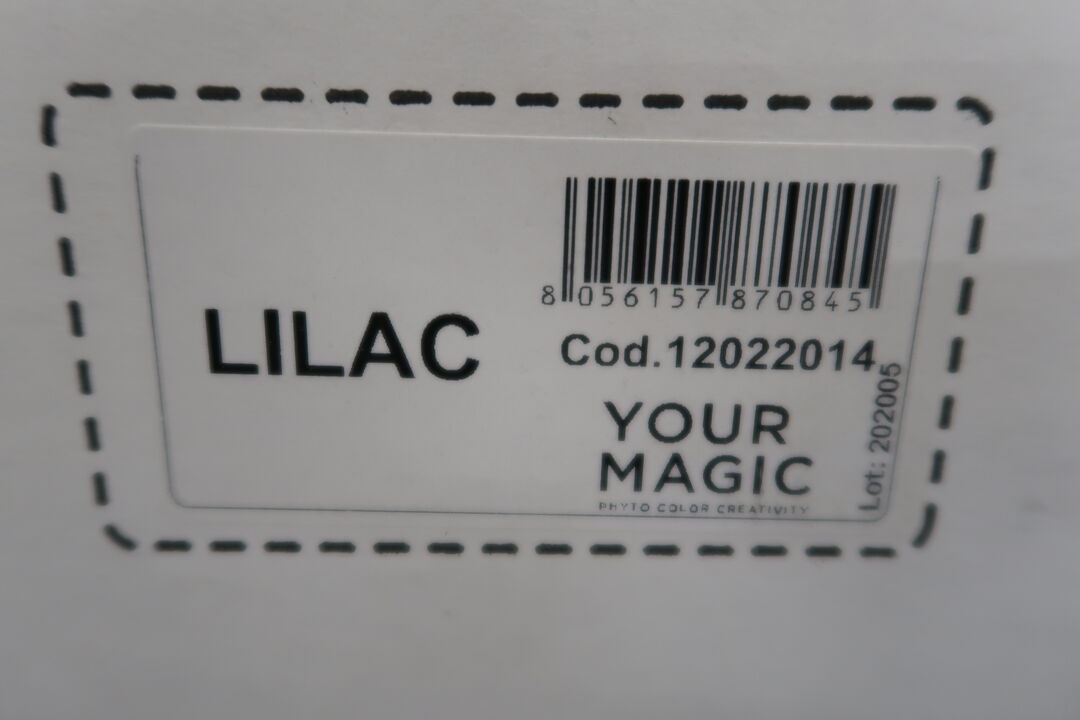 LILAC
8 056157 870845
Cod.12022014
YOUR
MAGIC
PHYTO COLOR CREATIVITY
Lot: 202005